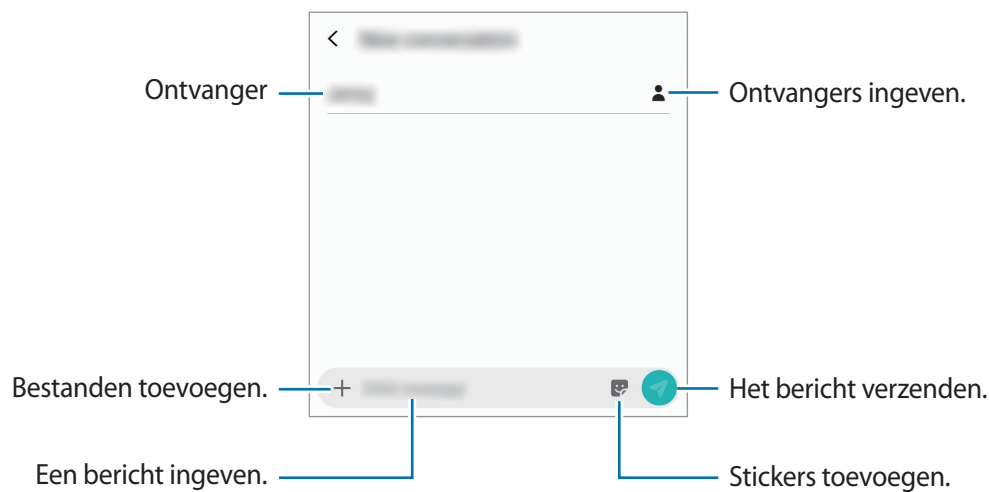 Ontvanger
Ontvangers ingeven.
Bestanden toevoegen.
Het bericht verzenden.
Een bericht ingeven.
Stickers toevoegen.